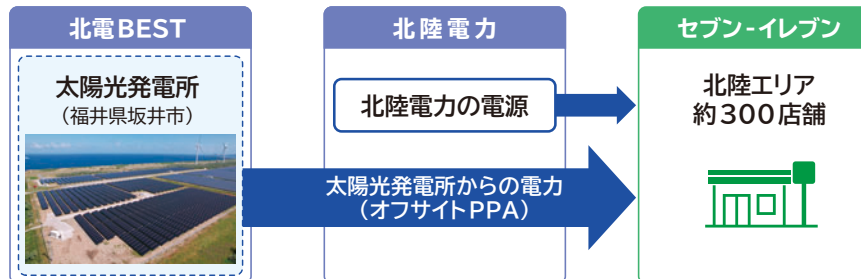 北電BEST
太陽光発電所
（福井県坂井市）
北陸電力
北陸電力の電源
太陽光発電所からの電力
（オフサイトPPA）
セブン‐イレブン
北陸エリア
約300店舗